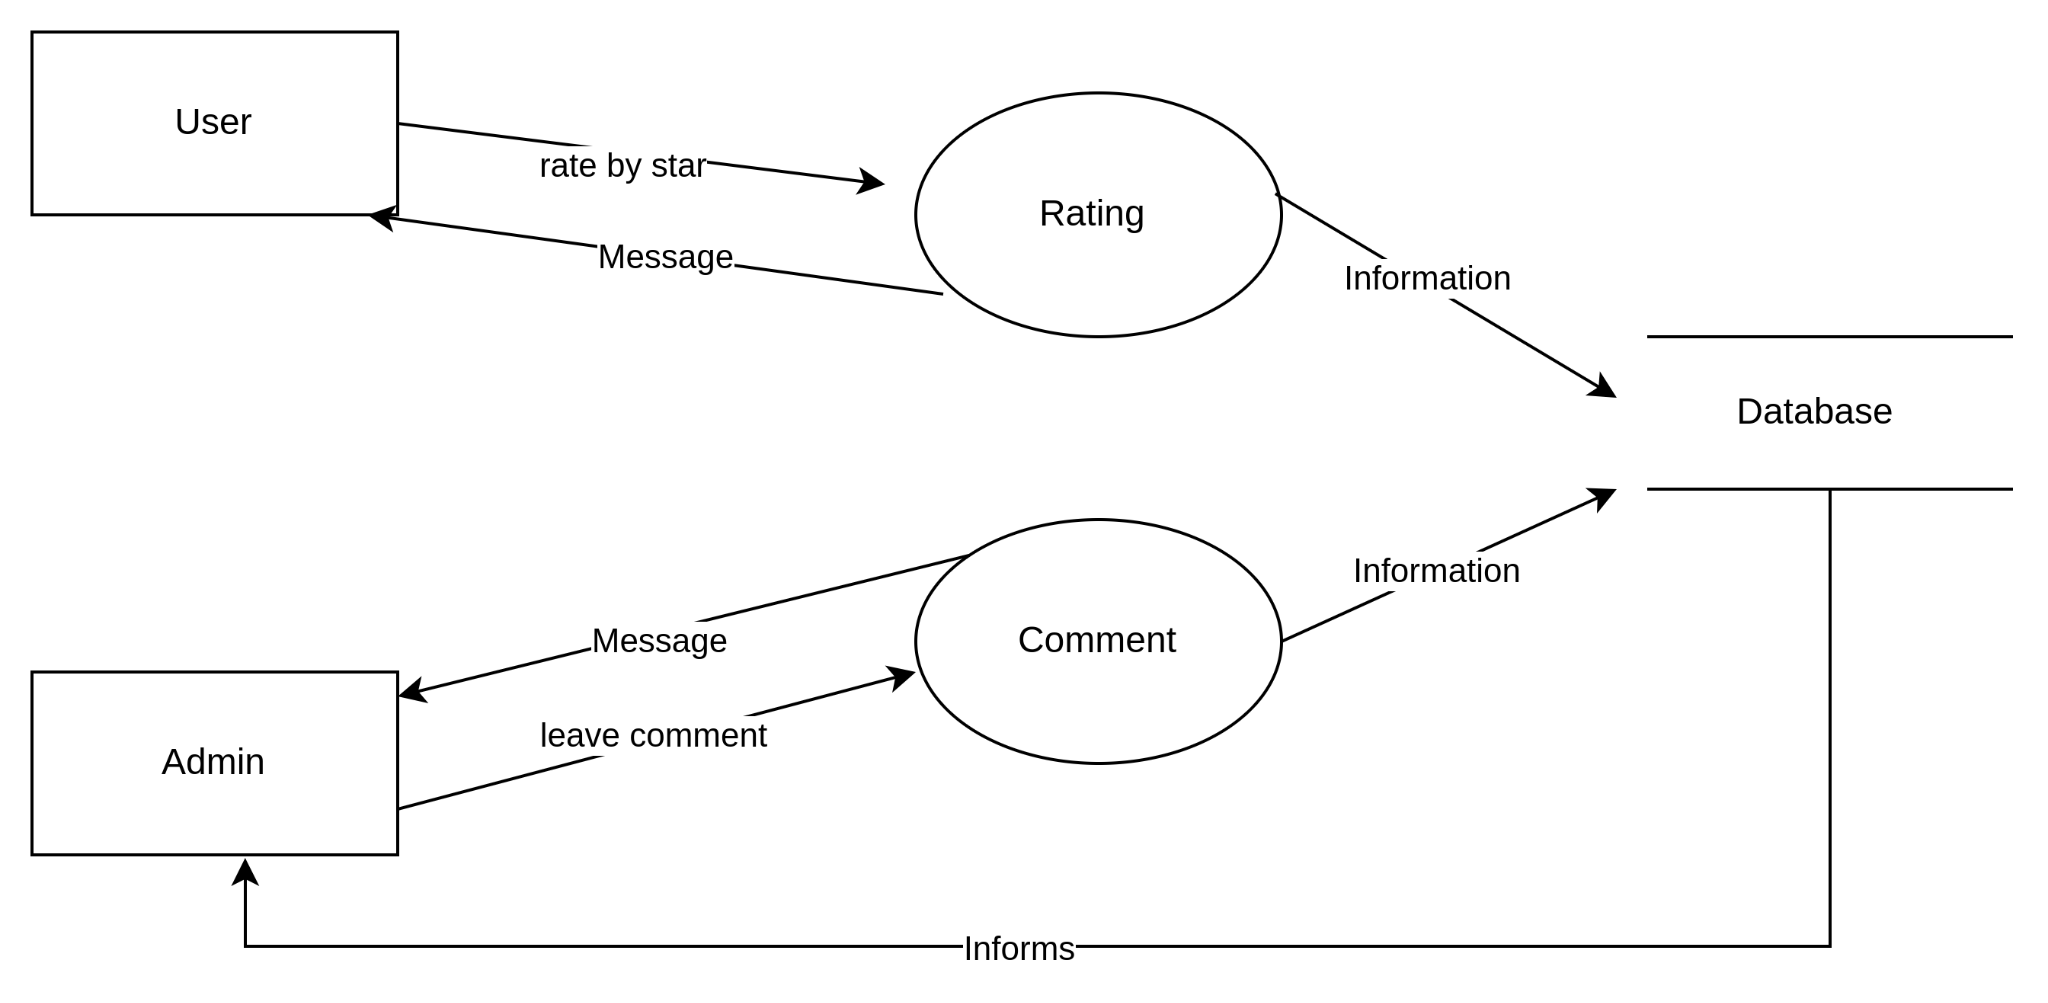 User
rate by star
Message
Rating
Information
Database
Information
Comment
Message
leave comment
Admin
Informs